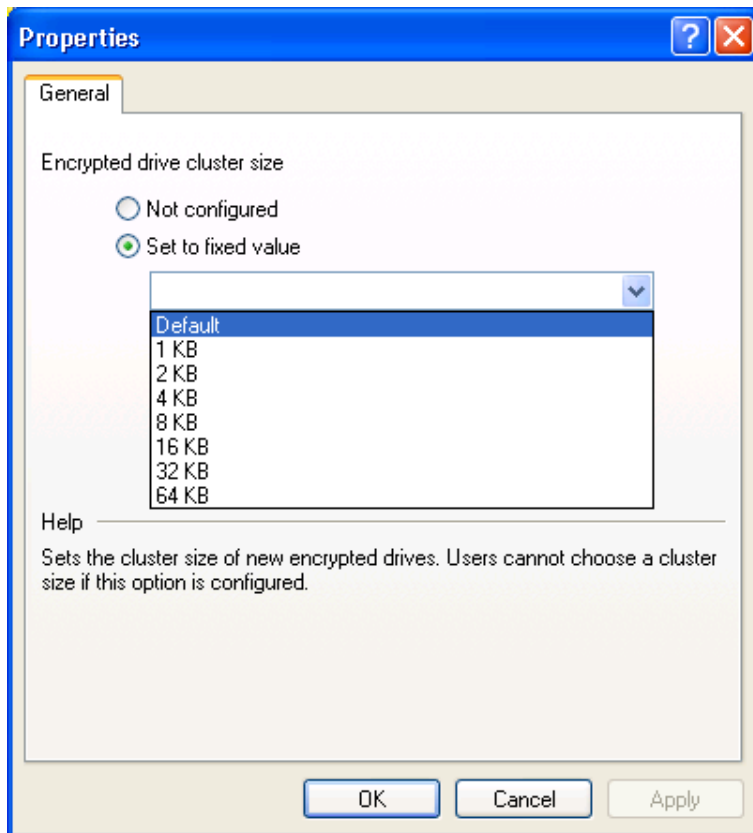 Properties
General
Encrypted drive cluster size
Not configured
Set to fixed value
Default
1 KB
2 KB
4 KB
8 KB
16 KB
32 KB
64 KB
Help
Sets the cluster size of new encrypted drives. Users cannot choose a cluster
size if this option is configured.
OK Cancel Apply